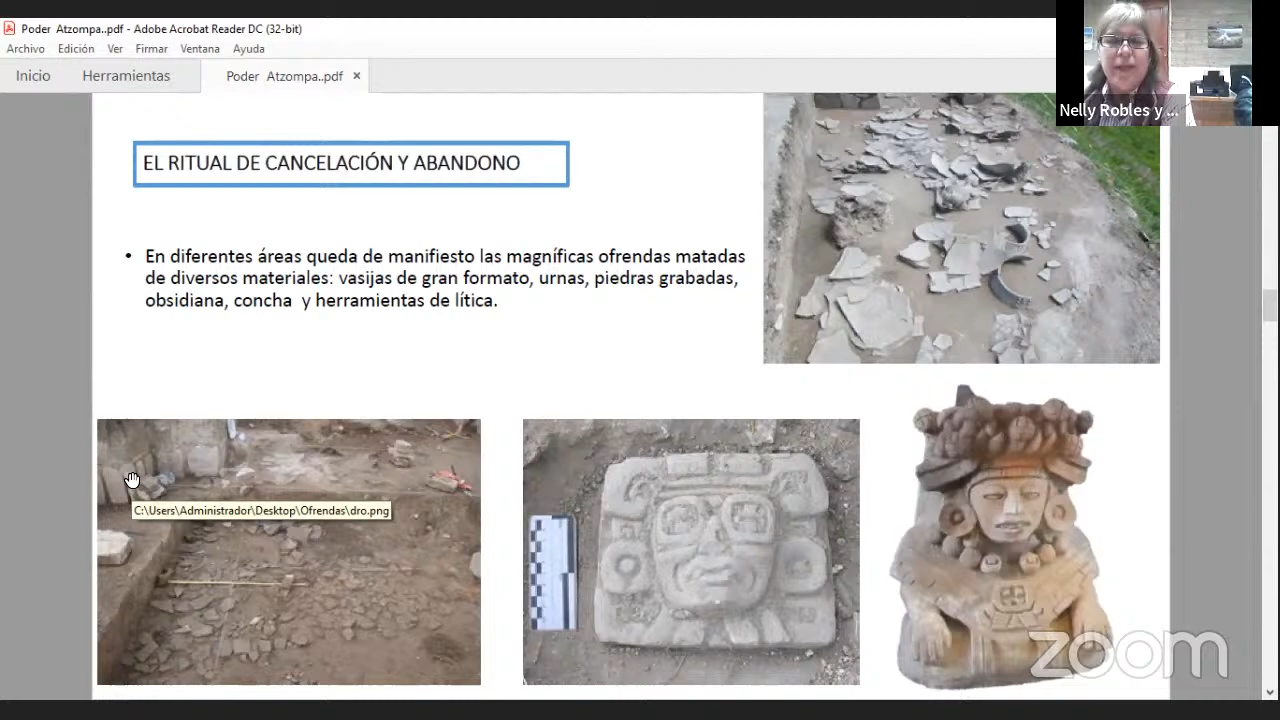 Poder Atzompa..pdf - Adobe Acrobat Reader DC (32-bit)
Archivo Edición Ver Firmar Ventana Ayuda
Inicio Herramientas Poder Atzompa..pdf ×
Nelly Robles y ...
EL RITUAL DE CANCELACIÓN Y ABANDONO
• En diferentes áreas queda de manifiesto las magníficas ofrendas matadas
de diversos materiales: vasijas de gran formato, urnas, piedras grabadas,
obsidiana, concha y herramientas de lítica.
C:\Users\Administrador\Desktop\Ofrendas\dro.png
zoom